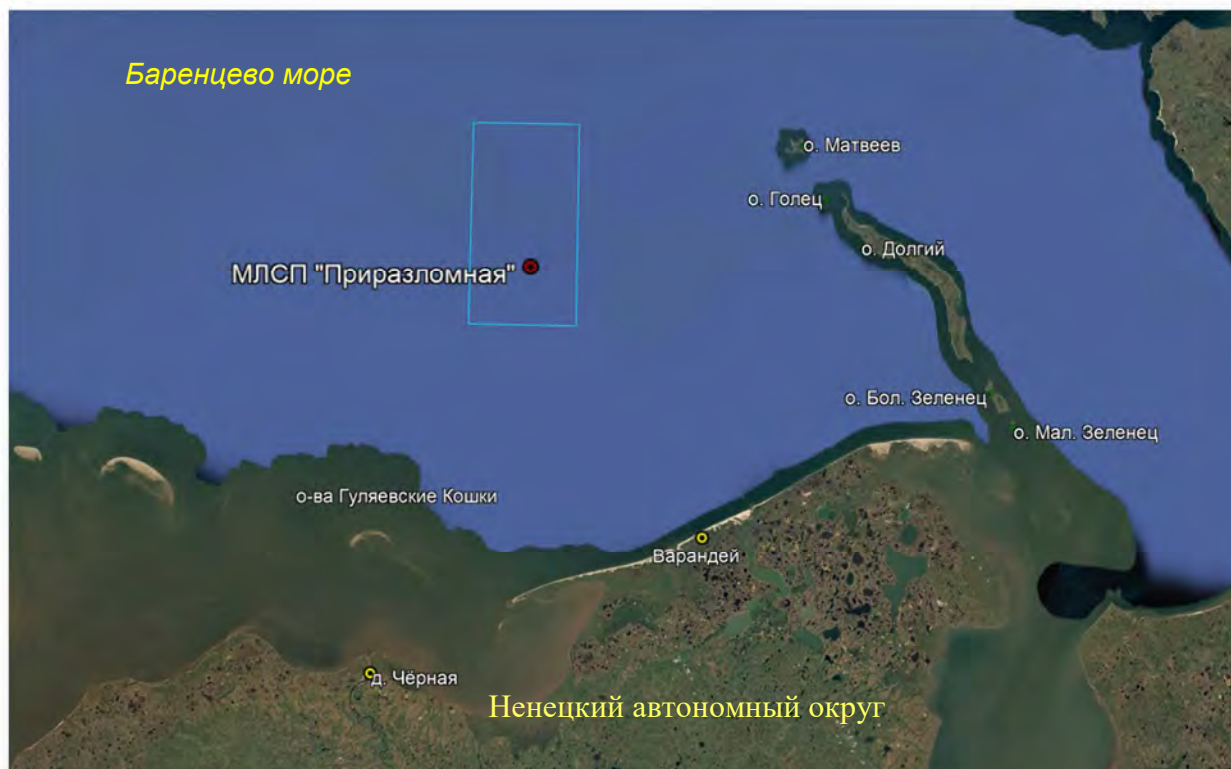 Баренцево море
о. Матвеев
о. Голец
о. Долгий
МЛСП "Приразломная"
о. Бол. Зеленец
о. Мал. Зеленец
о-ва Гуляевские Кошки
Варандей
д. Чёрная
Ненецкий автономный округ